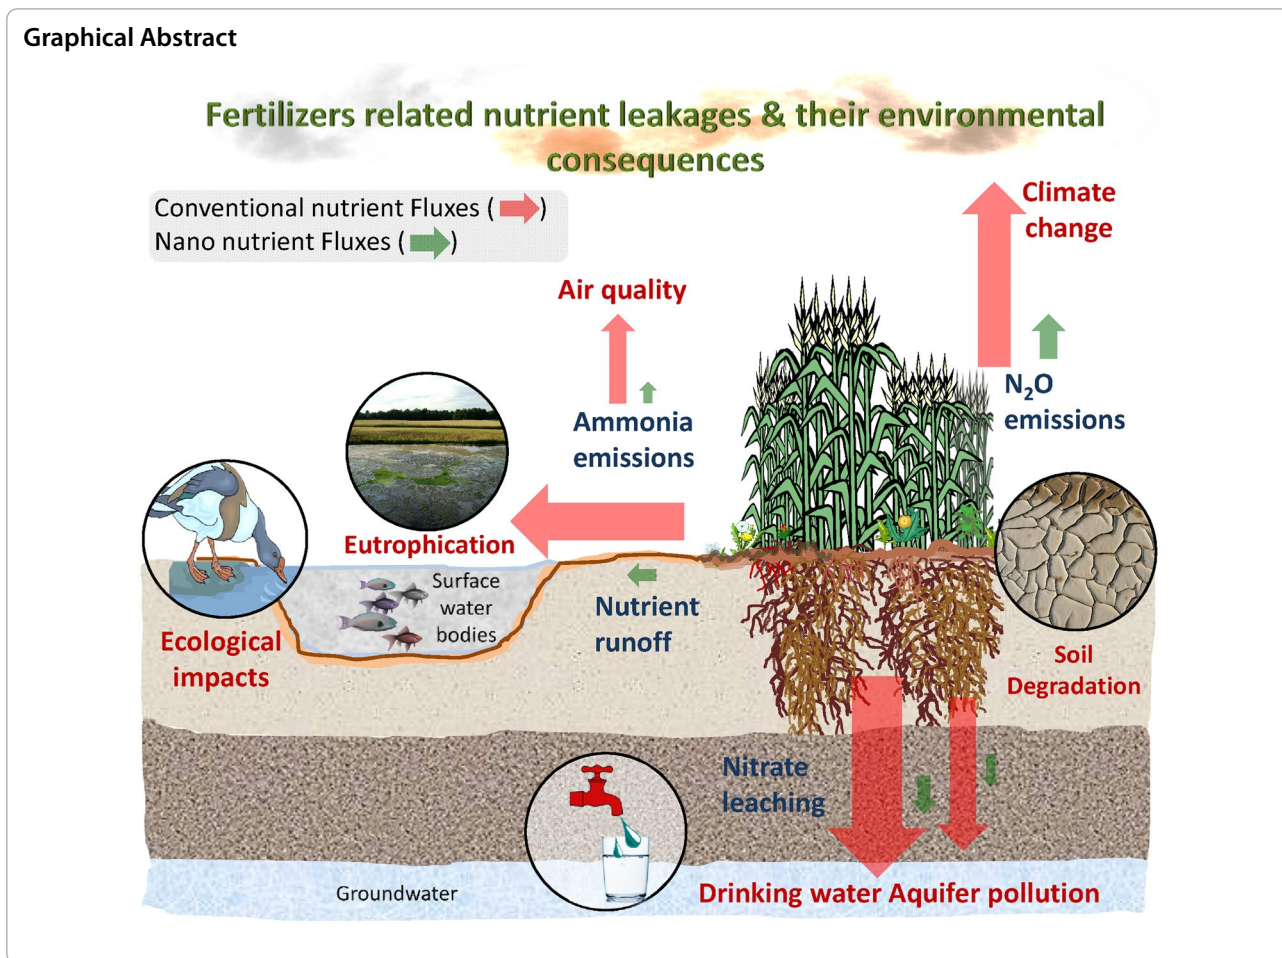 Graphical Abstract
Fertilizers related nutrient leakages & their environmental
consequences
Conventional nutrient Fluxes ( )
Nano nutrient Fluxes ( )
Climate
change
Air quality
N₂O
emissions
Ammonia
emissions
Eutrophication
Surface
water
bodies
Nutrient
runoff
Ecological
impacts
Soil
Degradation
Nitrate
leaching
Groundwater
Drinking water Aquifer pollution